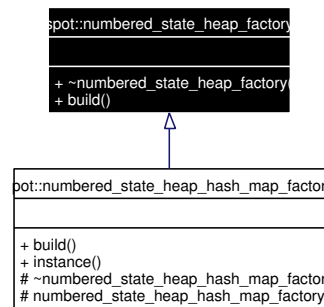 spot::numbered_state_heap_factory
+ ~numbered_state_heap_factory(
+ build()
pot::numbered_state_heap_hash_map_factor
+ build()
+ instance()
# ~numbered_state_heap_hash_map_factor
# numbered_state_heap_hash_map_factory